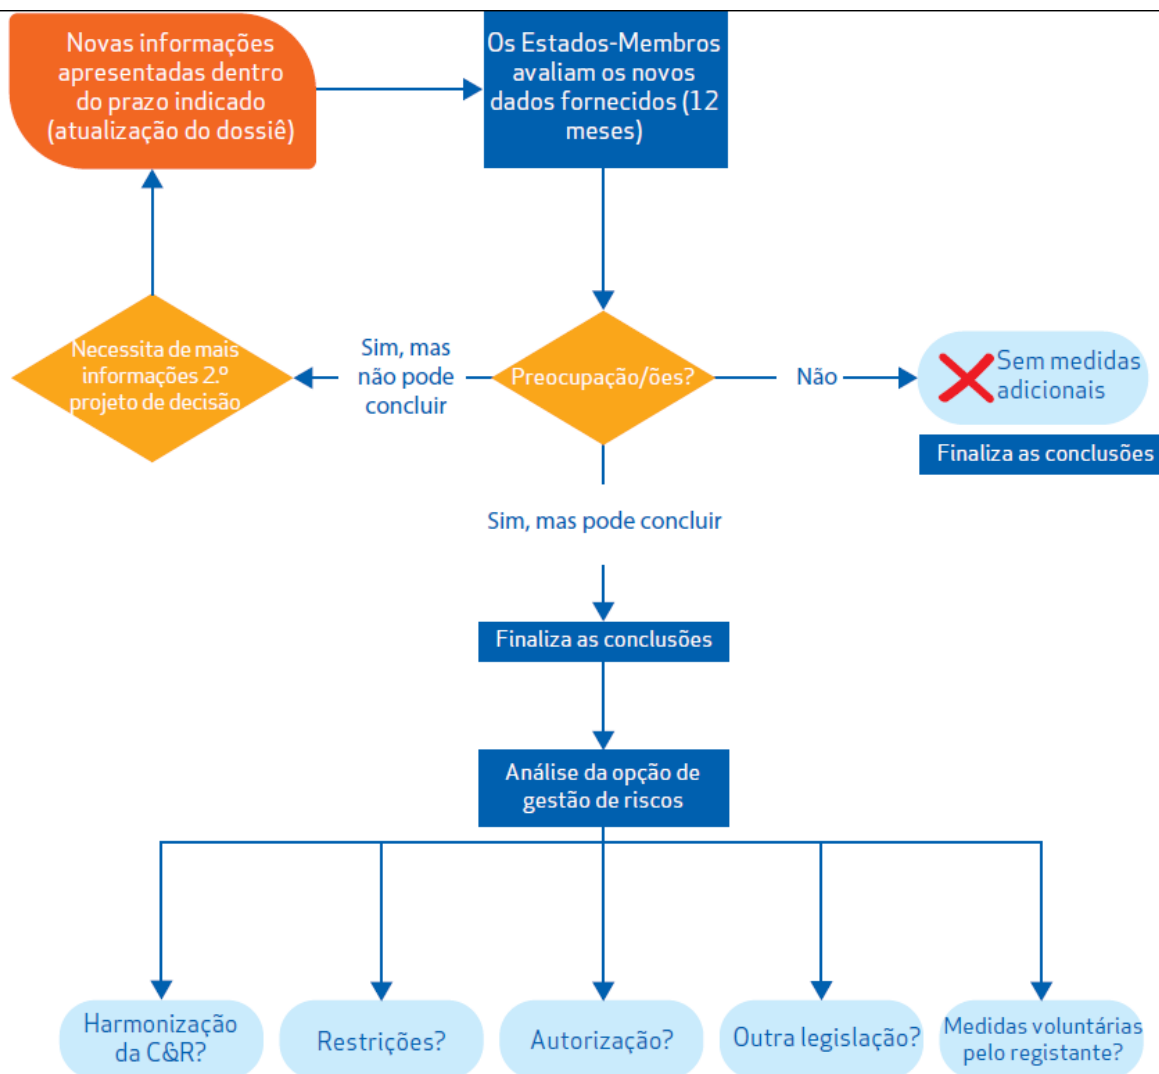 Novas informações
apresentadas dentro
do prazo indicado
(atualização do dossiê)
Os Estados-Membros
avaliam os novos
dados fornecidos (12
meses)
Necessita de mais
informações 2.º
projeto de decisão
Sim, mas
não pode
concluir
Preocupação/ões?
Não
Sem medidas
adicionais
Finaliza as conclusões
Sim, mas pode concluir
Finaliza as conclusões
Análise da opção de
gestão de riscos
Harmonização
da C&R?
Restrições?
Autorização?
Outra legislação?
Medidas voluntárias
pelo registante?